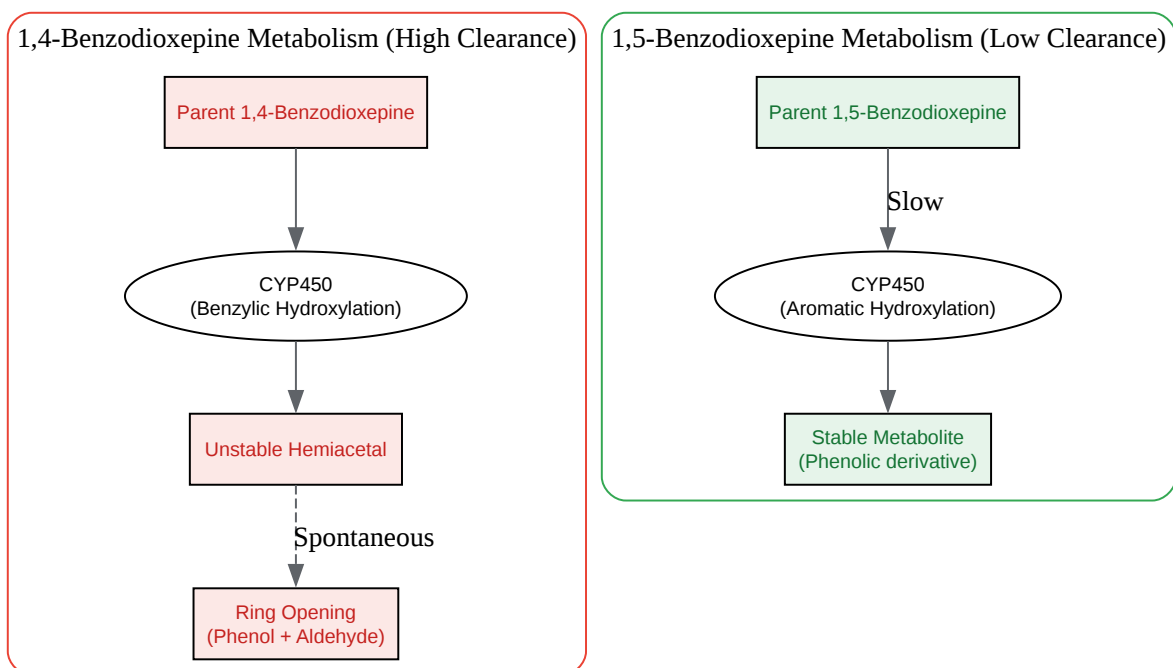 1,4-Benzodioxepine Metabolism (High Clearance)
Parent 1,4-Benzodioxepine
CYP450
(Benzylic Hydroxylation)
Unstable Hemiacetal
Spontaneous
Ring Opening
(Phenol + Aldehyde)
1,5-Benzodioxepine Metabolism (Low Clearance)
Parent 1,5-Benzodioxepine
Slow
CYP450
(Aromatic Hydroxylation)
Stable Metabolite
(Phenolic derivative)